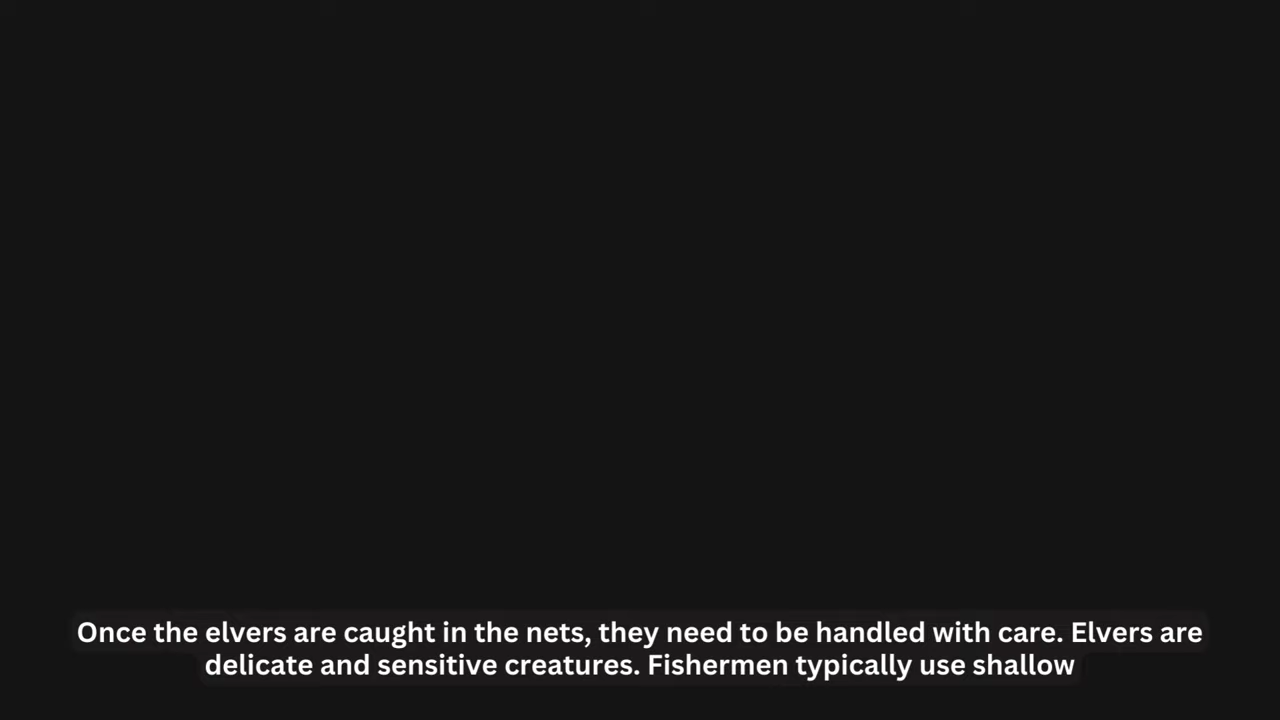 Once the elvers are caught in the nets, they need to be handled with care. Elvers are
delicate and sensitive creatures. Fishermen typically use shallow